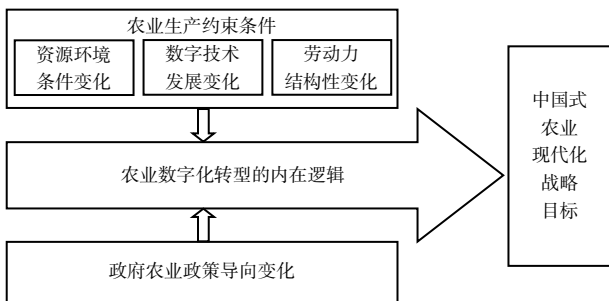 农业生产约束条件
资源环境
条件变化
数字技术
发展变化
劳动力
结构性变化
农业数字化转型的内在逻辑
政府农业政策导向变化
中国式
农业
现代化
战略
目标